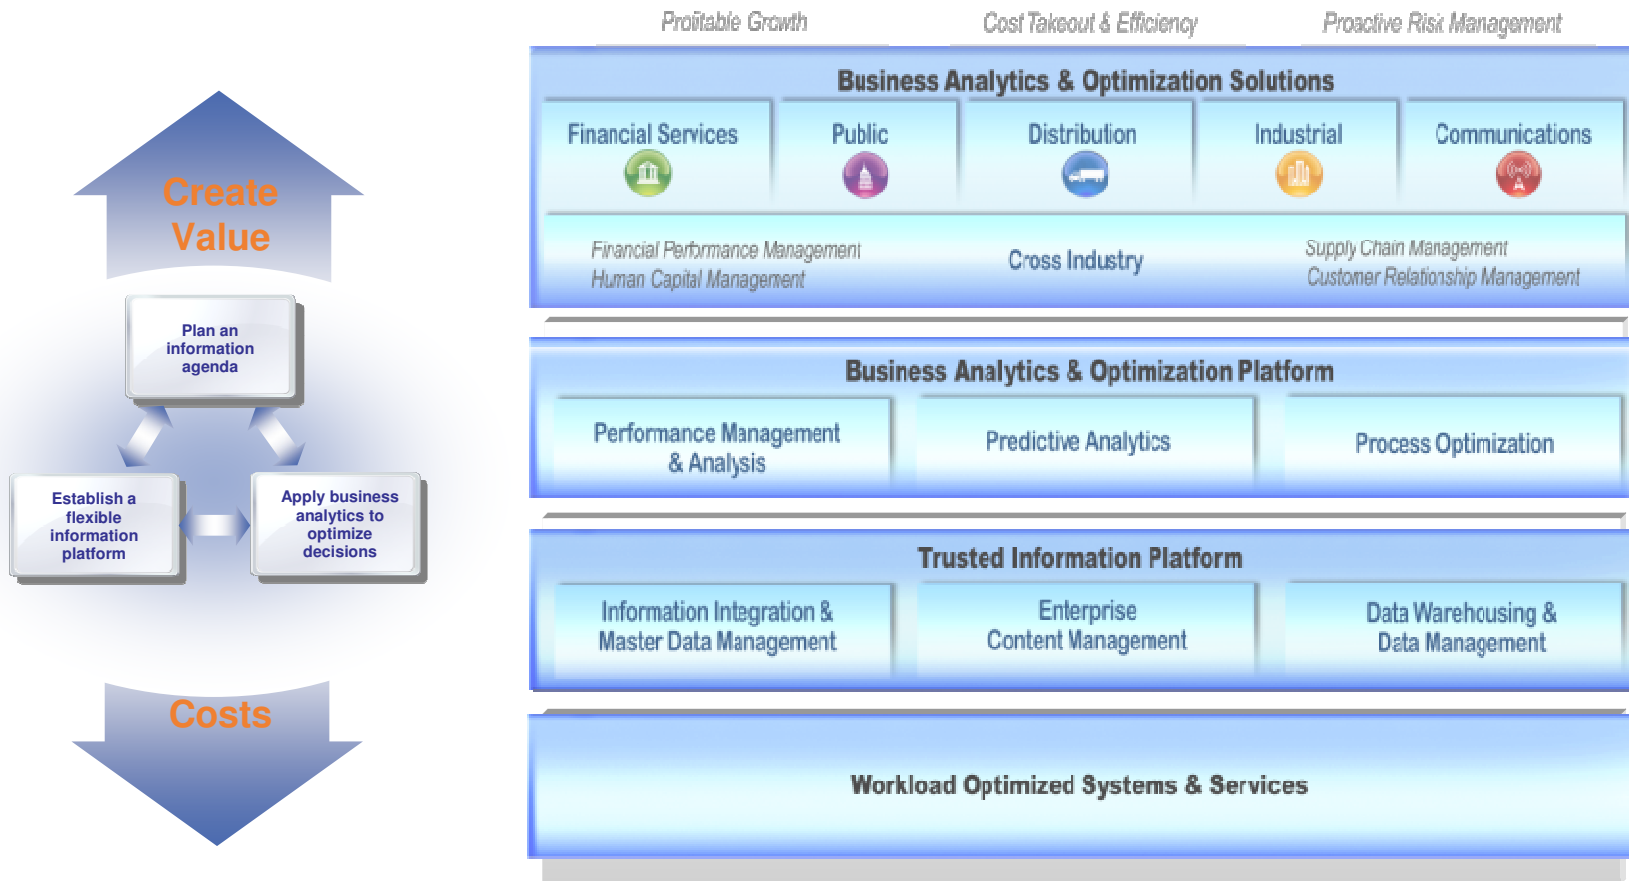 Profitable Growth
Cost Takeout & Efficiency
Proactive Risk Management
Create
Value
Plan an
information
agenda
Establish a
flexible
information
platform
Apply business
analytics to
optimize
decisions
Costs
Business Analytics & Optimization Solutions
Financial Services
Public
Distribution
Industrial
Communications
Financial Performance Management
Human Capital Management
Cross Industry
Supply Chain Management
Customer Relationship Management
Business Analytics & Optimization Platform
Performance Management
& Analysis
Predictive Analytics
Process Optimization
Trusted Information Platform
Information Integration &
Master Data Management
Enterprise
Content Management
Data Warehousing &
Data Management
Workload Optimized Systems & Services